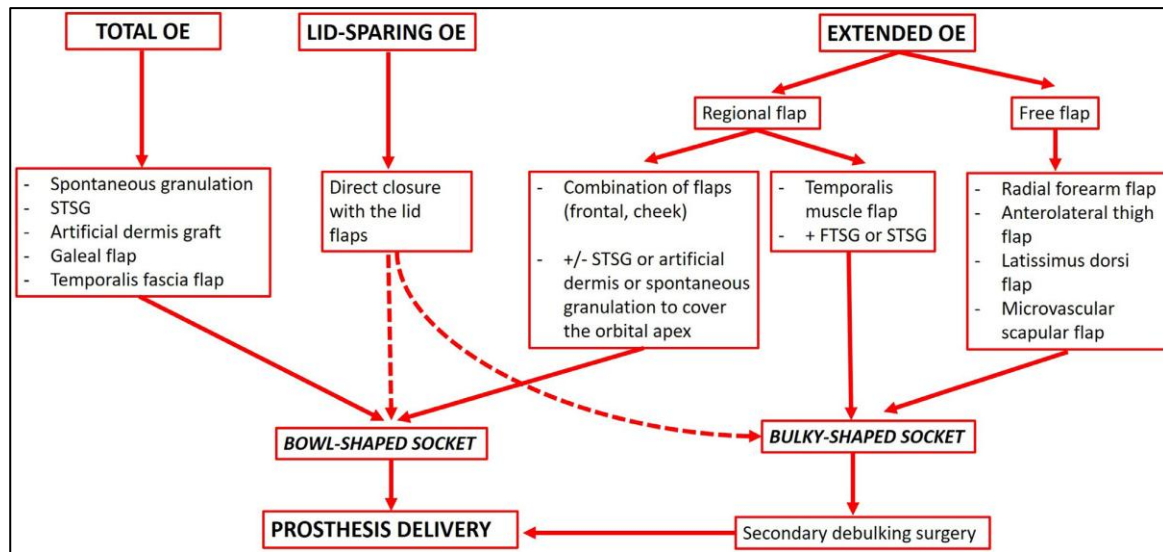 TOTAL OE
LID-SPARING OE
EXTENDED OE
Regional flap
Free flap
- Spontaneous granulation
- STSG
- Artificial dermis graft
- Galeal flap
- Temporalis fascia flap
Direct closure
with the lid
flaps
- Combination of flaps
(frontal, cheek)
- +/- STSG or artificial
dermis or spontaneous
granulation to cover
the orbital apex
- Temporalis
muscle flap
- + FTSG or STSG
- Radial forearm flap
- Anterolateral thigh
flap
- Latissimus dorsi
flap
- Microvascular
scapular flap
BOWL-SHAPED SOCKET
BULKY-SHAPED SOCKET
PROSTHESIS DELIVERY
Secondary debulking surgery